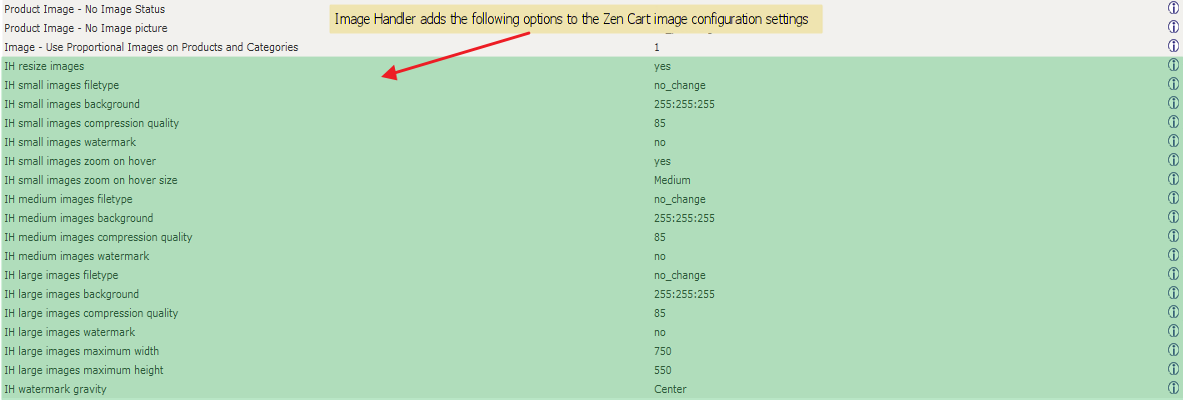 Product Image - No Image Status
Image Handler adds the following options to the Zen Cart image configuration settings
Product Image - No Image picture
Image - Use Proportional Images on Products and Categories 1
IH resize images yes
IH small images filetype no_change
IH small images background 255:255:255
IH small images compression quality 85
IH small images watermark no
IH small images zoom on hover yes
IH small images zoom on hover size Medium
IH medium images filetype no_change
IH medium images background 255:255:255
IH medium images compression quality 85
IH medium images watermark no
IH large images filetype no_change
IH large images background 255:255:255
IH large images compression quality 85
IH large images watermark no
IH large images maximum width 750
IH large images maximum height 550
IH watermark gravity Center